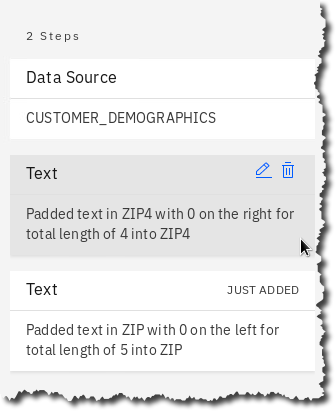 2 Steps
Data Source
CUSTOMER_DEMOGRAPHICS
Text
Padded text in ZIP4 with 0 on the right for
total length of 4 into ZIP4
Text JUST ADDED
Padded text in ZIP with 0 on the left for
total length of 5 into ZIP